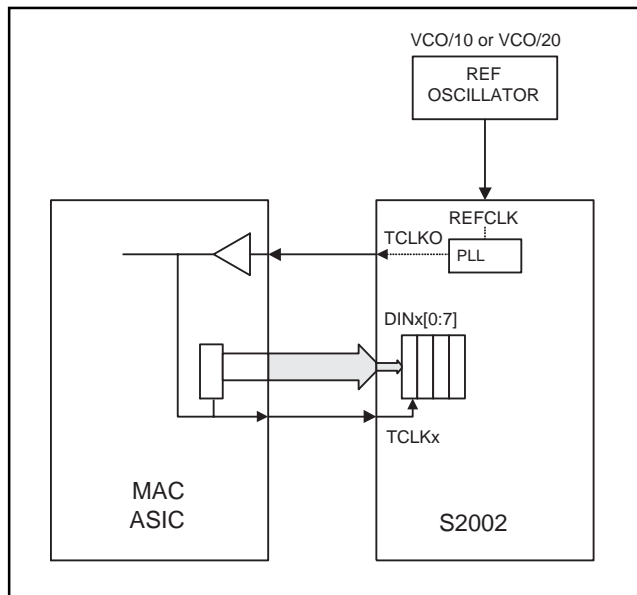 VCO/10 or VCO/20
REF
OSCILLATOR
REFCLK
TCLKO
PLL
DINx[0:7]
TCLKx
MAC
ASIC
S2002